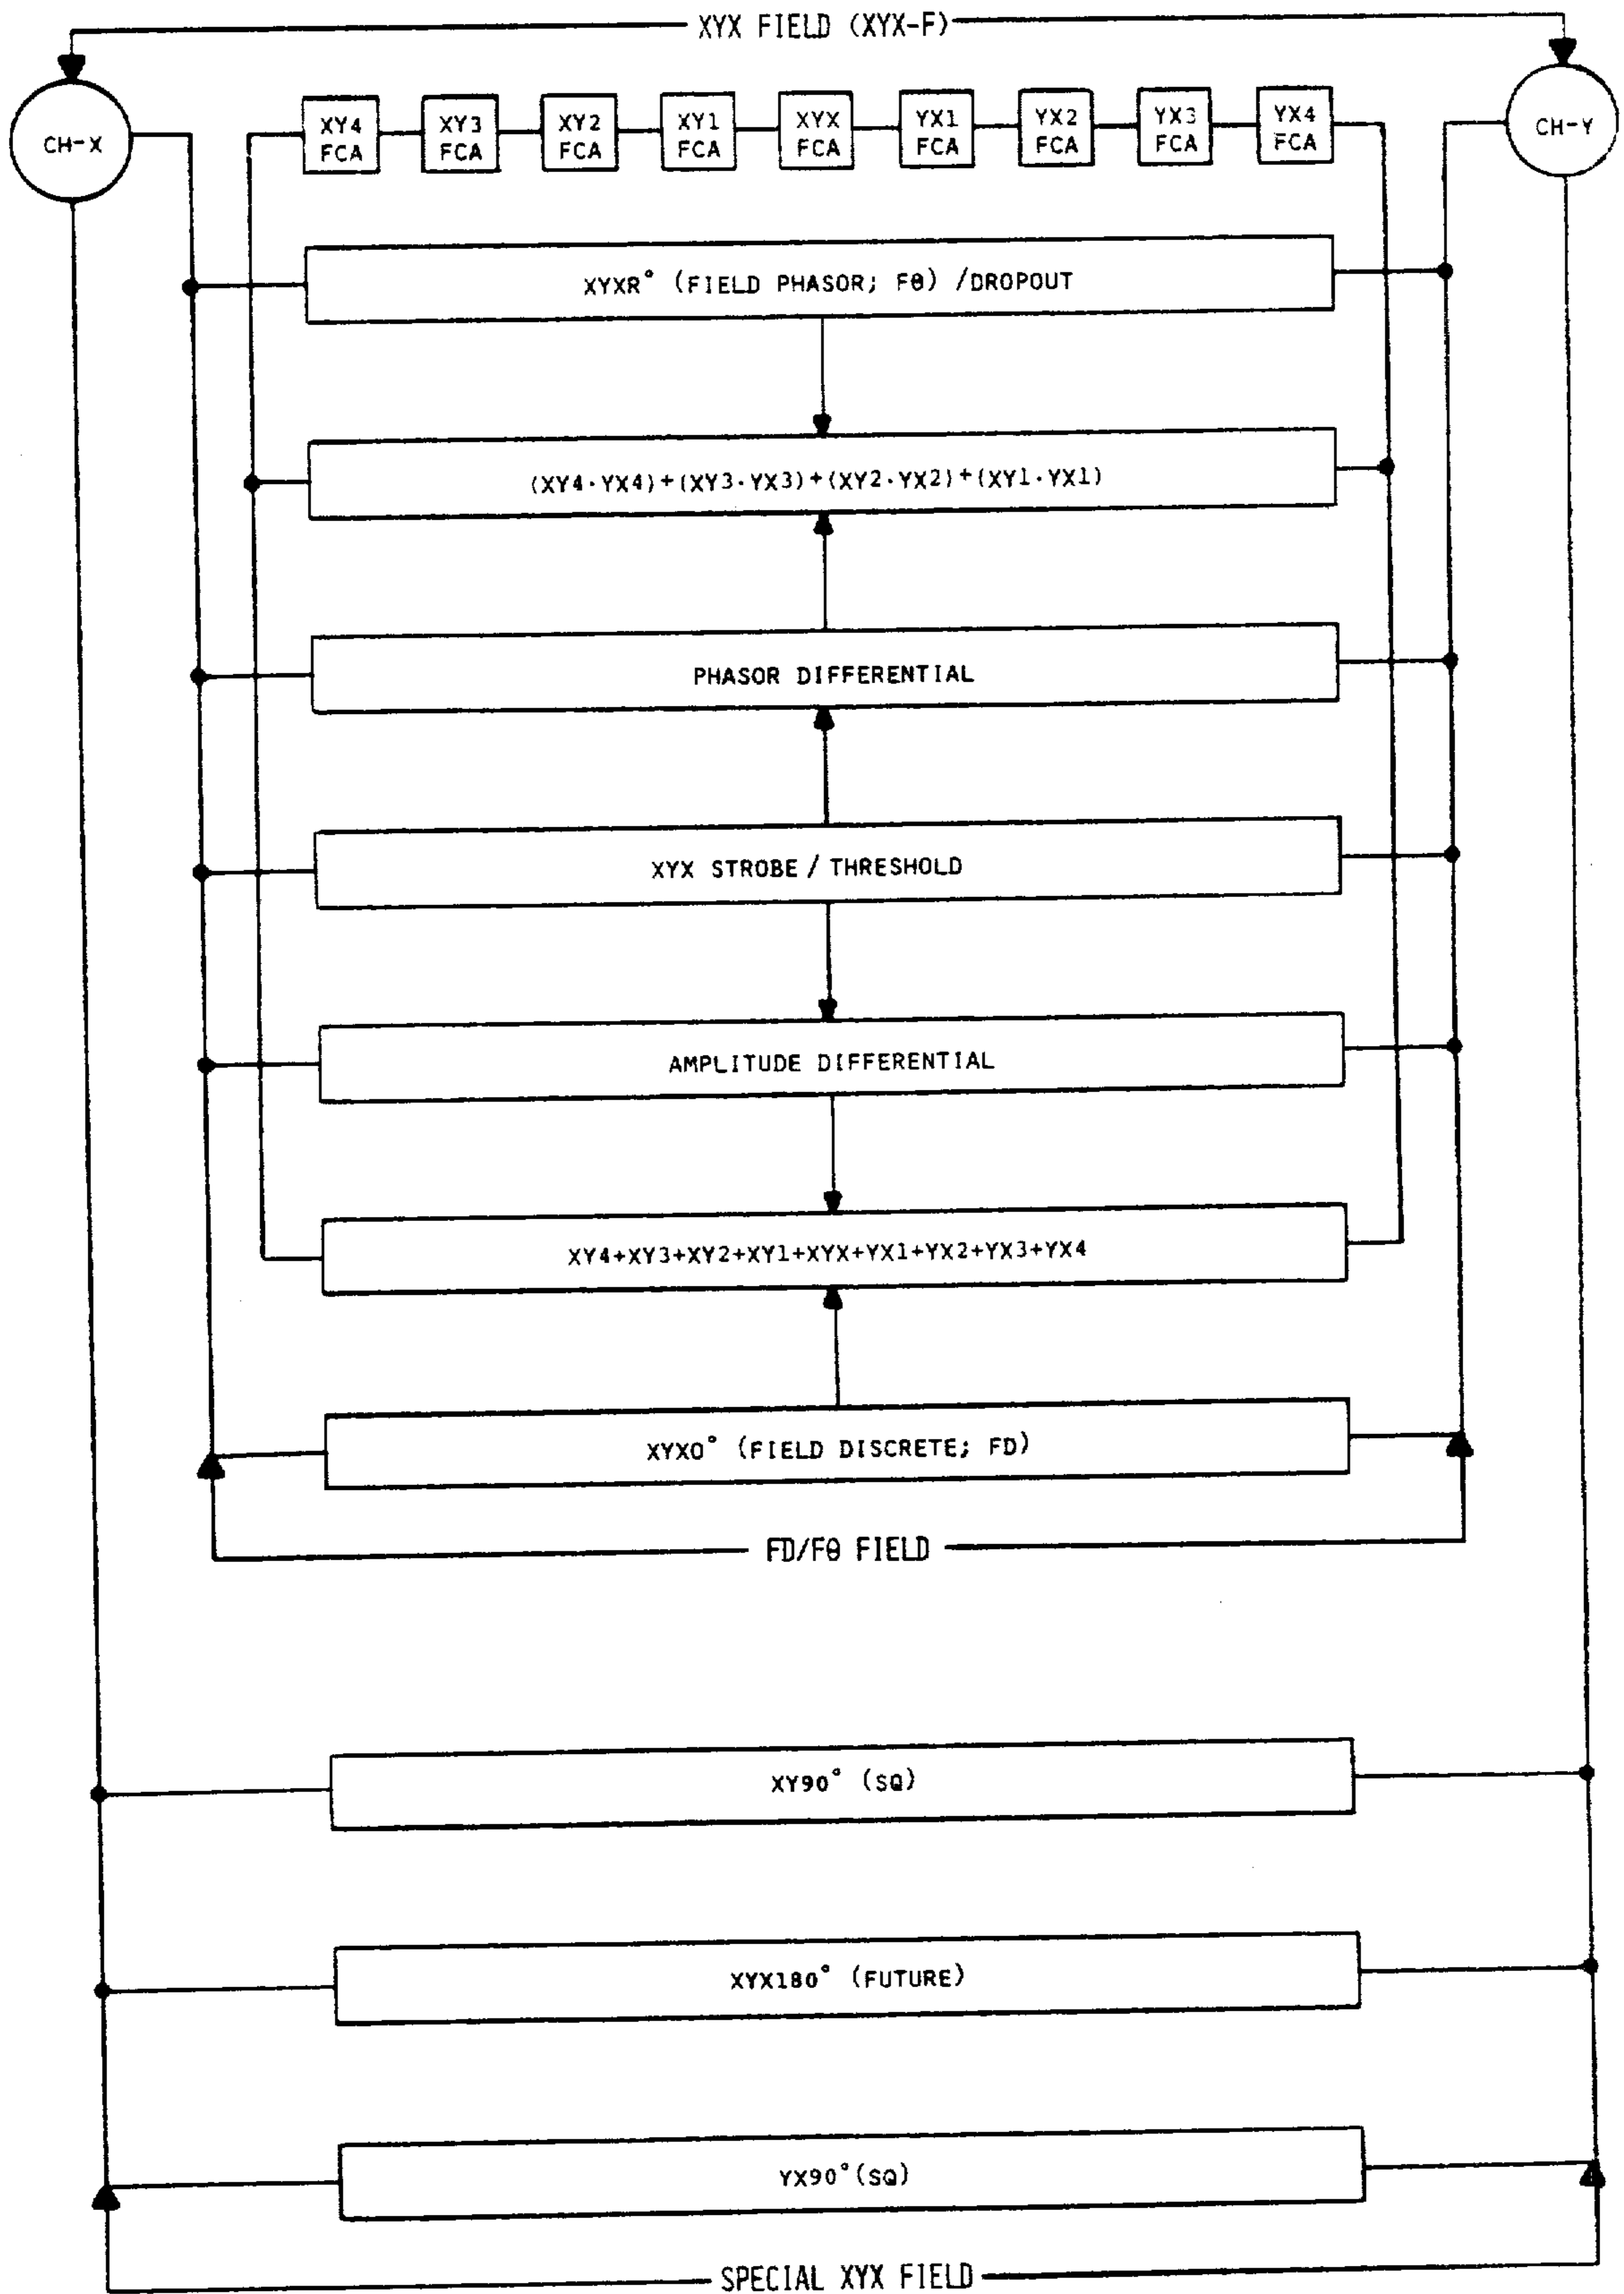 XYX FIELD (XYX-F)
CH-X
XY4 FCA
XY3 FCA
XY2 FCA
XY1 FCA
XYX FCA
YX1 FCA
YX2 FCA
YX3 FCA
YX4 FCA
CH-Y
XYXR° (FIELD PHASOR; Fθ) /DROPOUT
(XY4·YX4)+(XY3·YX3)+(XY2·YX2)+(XY1·YX1)
PHASOR DIFFERENTIAL
XYX STROBE / THRESHOLD
AMPLITUDE DIFFERENTIAL
XY4+XY3+XY2+XY1+XYX+YX1+YX2+YX3+YX4
XYX0° (FIELD DISCRETE; FD)
FD/Fθ FIELD
XY90° (SQ)
XYX180° (FUTURE)
YX90° (SQ)
SPECIAL XYX FIELD